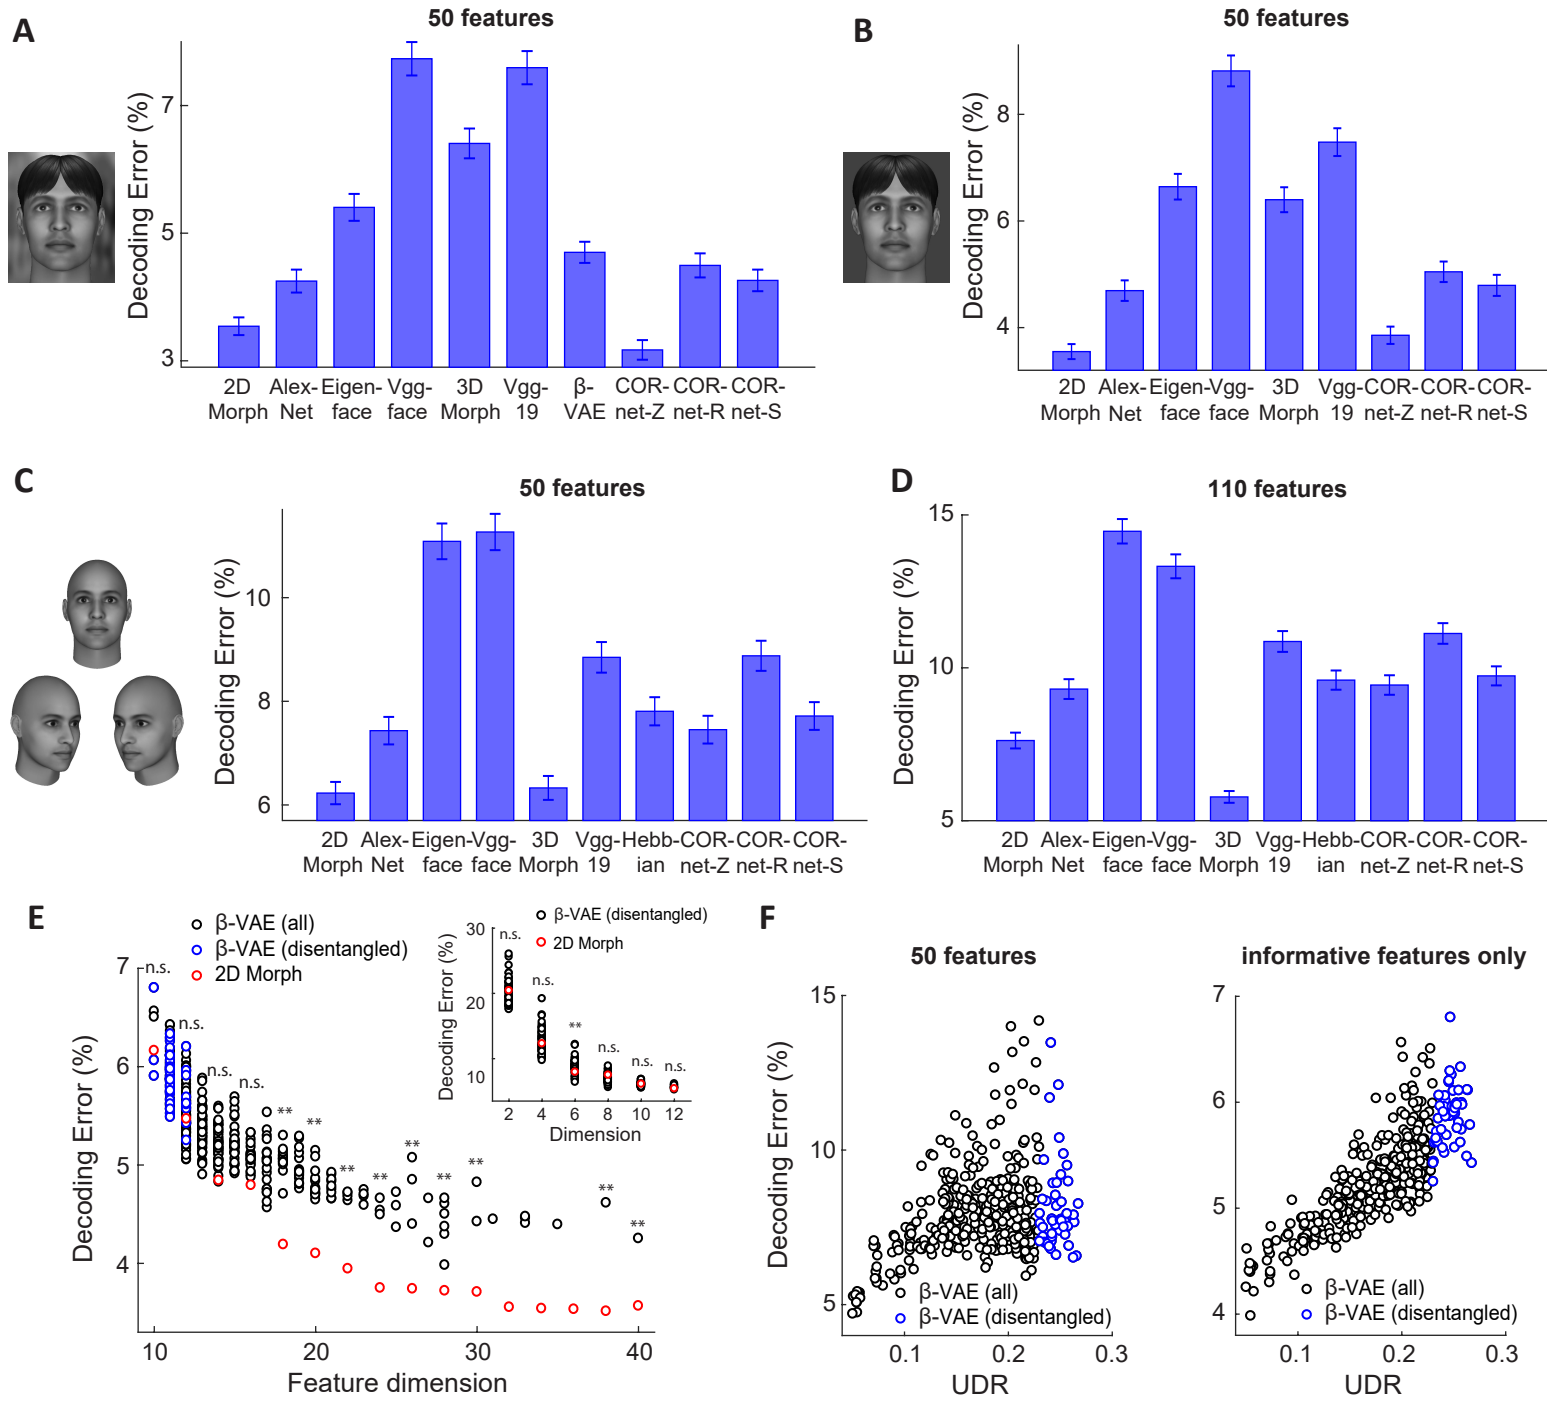 A
50 features
Decoding Error (%)
7
5
3
2D Morph
Alex-Net
Eigen-face
Vgg-face
3D Morph
Vgg-19
β-VAE
COR-net-Z
COR-net-R
COR-net-S
B
50 features
Decoding Error (%)
8
6
4
2D Morph
Alex-Net
Eigen-face
Vgg-face
3D Morph
Vgg-19
COR-net-Z
COR-net-R
COR-net-S
C
50 features
Decoding Error (%)
10
8
6
2D Morph
Alex-Net
Eigen-face
Vgg-face
3D Morph
Vgg-19
Hebb-ian
COR-net-Z
COR-net-R
COR-net-S
D
110 features
Decoding Error (%)
15
10
5
2D Morph
Alex-Net
Eigen-face
Vgg-face
3D Morph
Vgg-19
Hebb-ian
COR-net-Z
COR-net-R
COR-net-S
E
β-VAE (all)
β-VAE (disentangled)
2D Morph
Decoding Error (%)
7
6
5
4
n.s.
n.s.
n.s.
n.s.
**
**
**
**
**
**
**
**
**
10
20
30
40
Feature dimension
β-VAE (disentangled)
2D Morph
Decoding Error (%)
30
20
10
n.s.
n.s.
**
n.s.
n.s.
n.s.
2 4 6 8 10 12
Dimension
F
50 features
Decoding Error (%)
15
10
5
β-VAE (all)
β-VAE (disentangled)
0.1 0.2 0.3
UDR
informative features only
7
6
5
4
β-VAE (all)
β-VAE (disentangled)
0.1 0.2 0.3
UDR